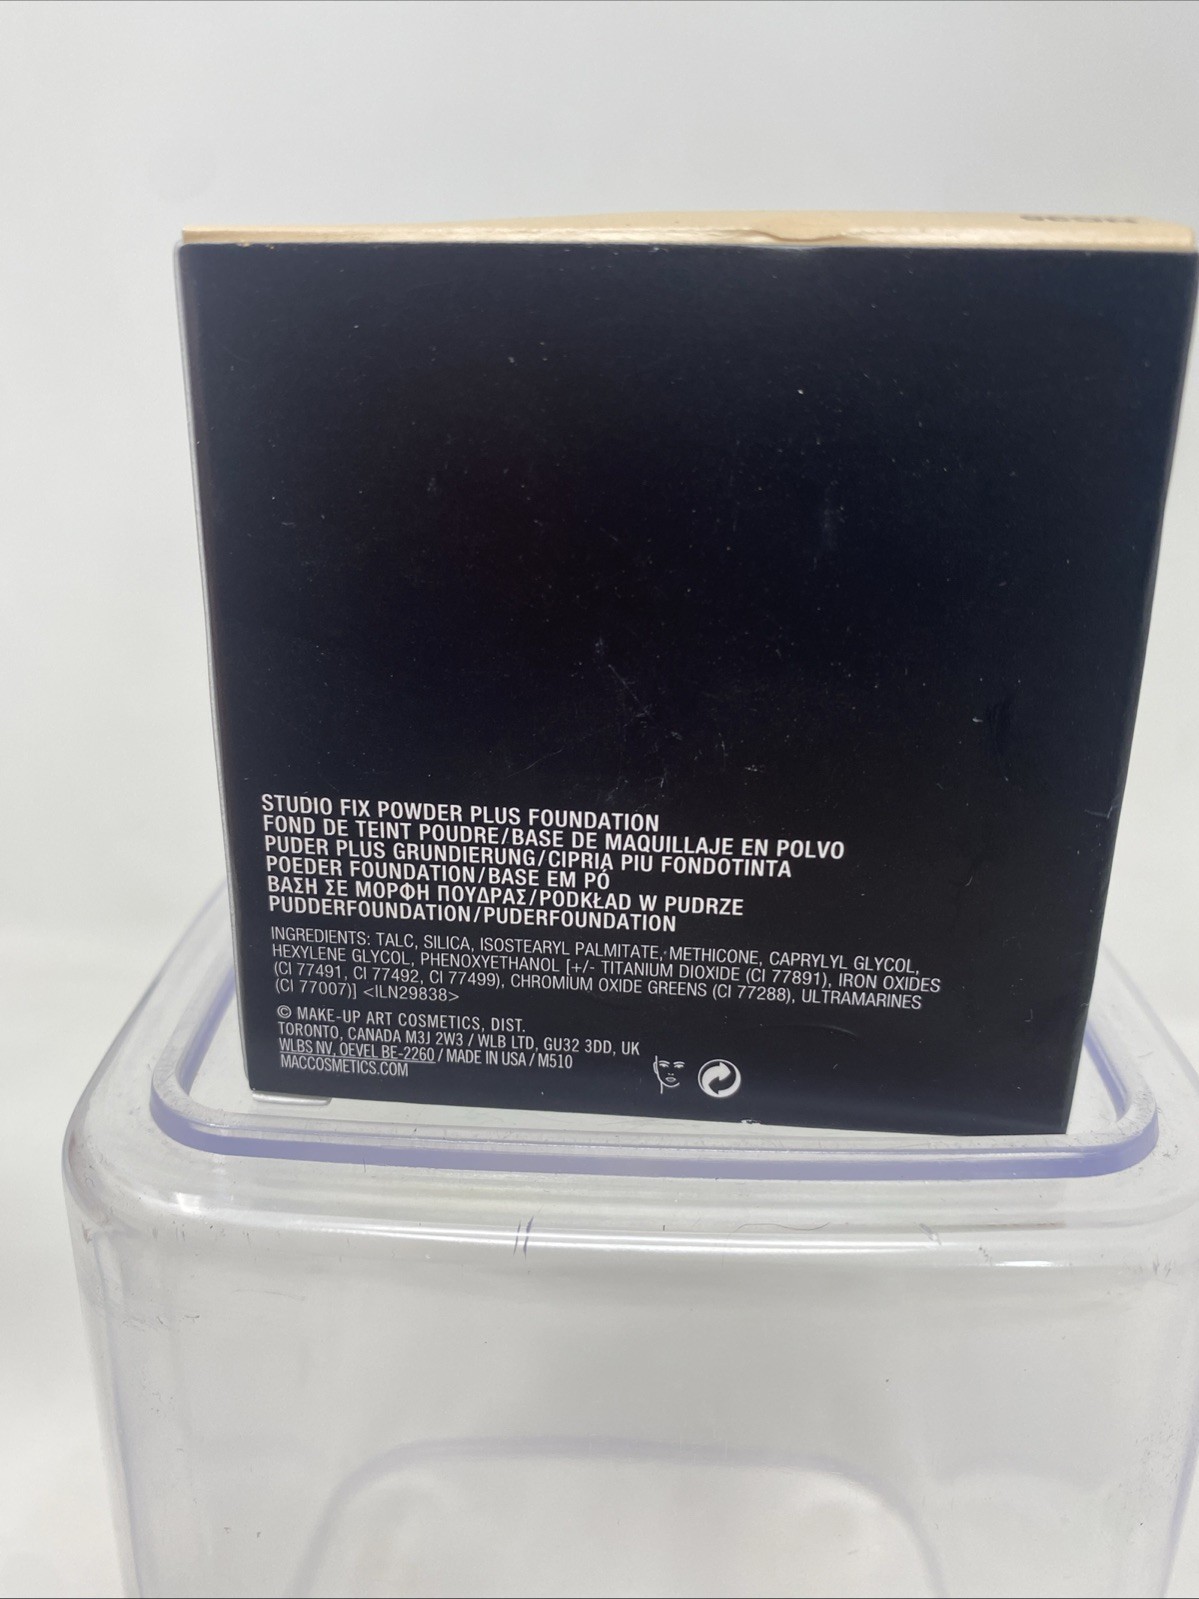 STUDIO FIX POWDER PLUS FOUNDATION
FOND DE TEINT POUDRE/BASE DE MAQUILLAJE EN POLVO
PUDER PLUS GRUNDIERUNG/CIPRIA PIU FONDOTINTA
POEDER FOUNDATION/BASE EM PÓ
ΒΑΣΗ ΣΕ ΜΟΡΦΗ ΠΟΥΔΡΑΣ/PODKŁAD W PUDRZE
PUDDERFOUNDATION/PUDERFOUNDATION
INGREDIENTS: TALC, SILICA, ISOSTEARYL PALMITATE, METHICONE, CAPRYLYL GLYCOL,
HEXYLENE GLYCOL, PHENOXYETHANOL [+/- TITANIUM DIOXIDE (CI 77891), IRON OXIDES
(CI 77491, CI 77492, CI 77499), CHROMIUM OXIDE GREENS (CI 77288), ULTRAMARINES
(CI 77007)] <ILN29838>
© MAKE-UP ART COSMETICS, DIST.
TORONTO, CANADA M3J 2W3 / WLB LTD, GU32 3DD, UK
WLBS NV, OEVEL BE-2260 / MADE IN USA / M510
MACCOSMETICS.COM